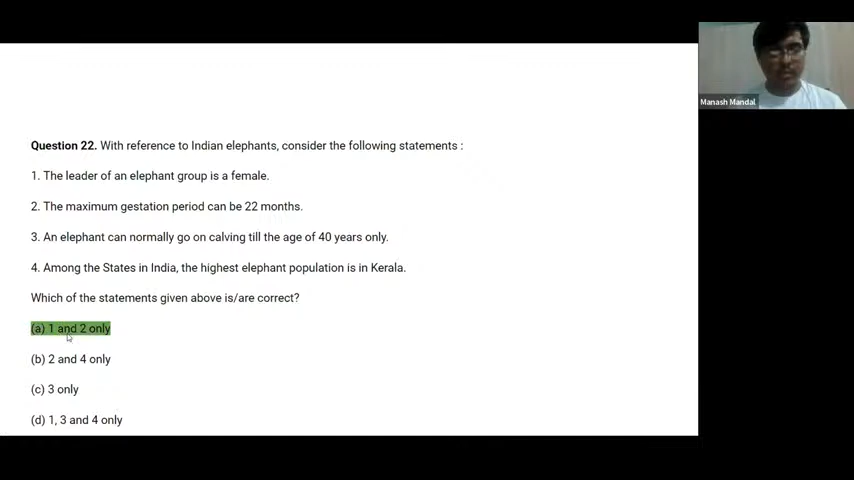 Manash Mandal
Question 22. With reference to Indian elephants, consider the following statements :
1. The leader of an elephant group is a female.
2. The maximum gestation period can be 22 months.
3. An elephant can normally go on calving till the age of 40 years only.
4. Among the States in India, the highest elephant population is in Kerala.
Which of the statements given above is/are correct?
(a) 1 and 2 only
(b) 2 and 4 only
(c) 3 only
(d) 1, 3 and 4 only